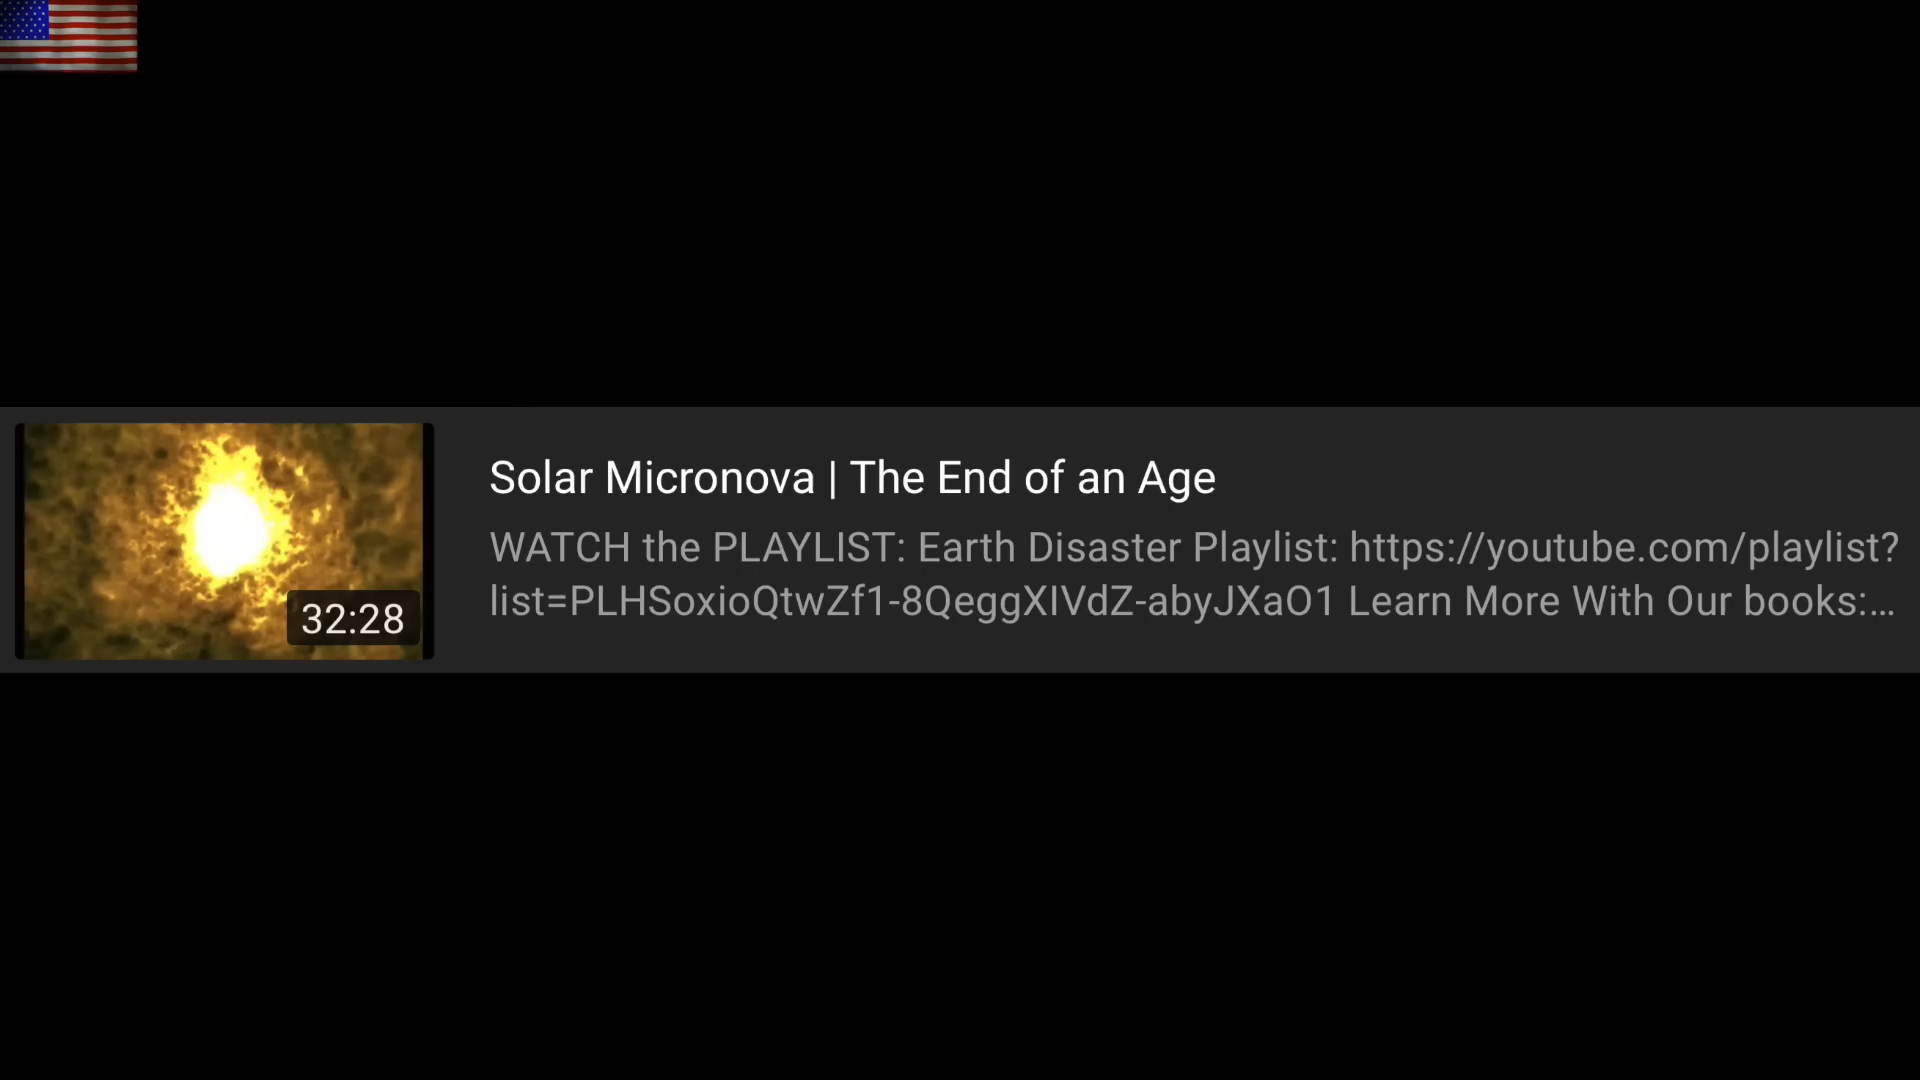 Solar Micronova | The End of an Age
WATCH the PLAYLIST: Earth Disaster Playlist: https://youtube.com/playlist?
list=PLHSoxioQtwZf1-8QeggXIVdZ-abyJXaO1 Learn More With Our books:...
32:28